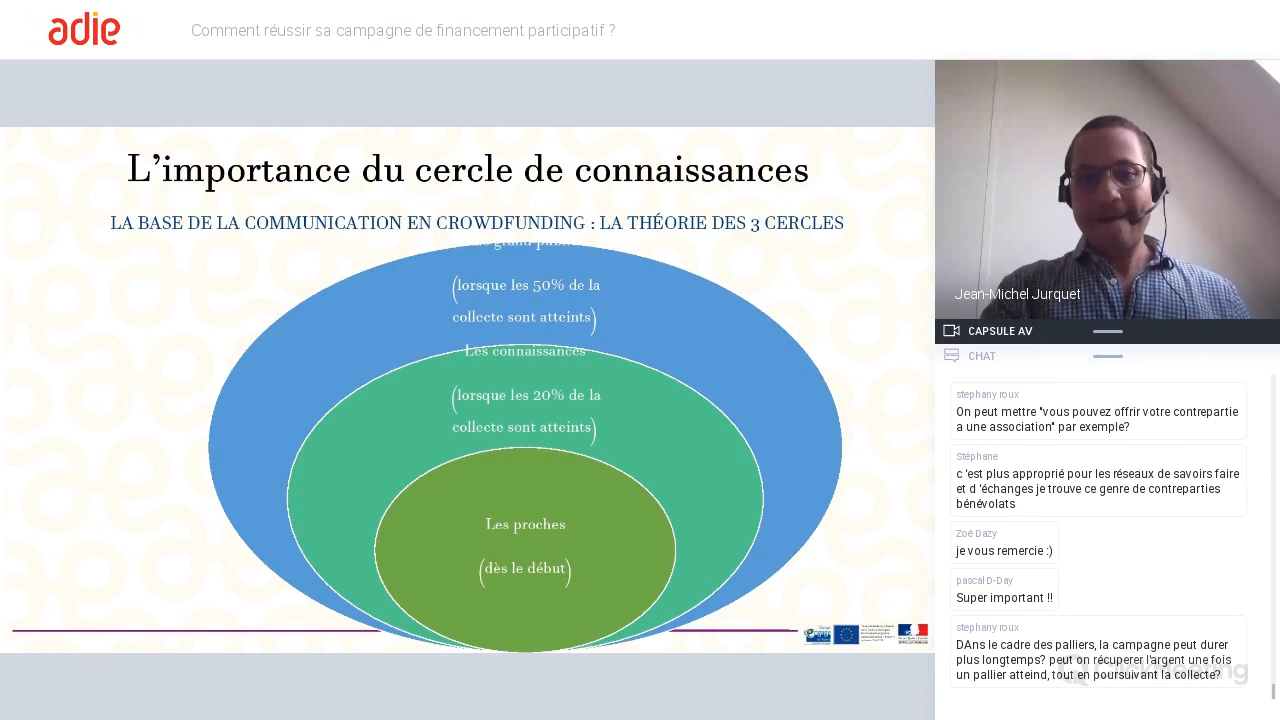 adie
Comment réussir sa campagne de financement participatif ?
L'importance du cercle de connaissances
LA BASE DE LA COMMUNICATION EN CROWDFUNDING : LA THÉORIE DES 3 CERCLES
grand public
(lorsque les 50% de la
collecte sont atteints)
Les connaissances
(lorsque les 20% de la
collecte sont atteints)
Les proches
(dès le début)
Jean-Michel Jurquet
CAPSULE AV
CHAT
stephany roux
On peut mettre "vous pouvez offrir votre contrepartie
a une association" par exemple?
Stéphane
c 'est plus approprié pour les réseaux de savoirs faire
et d 'échanges je trouve ce genre de contreparties
bénévolats
Zoé Dazy
je vous remercie :)
pascal D-Day
Super important !!
stephany roux
DAns le cadre des palliers, la campagne peut durer
plus longtemps? peut on récuperer l'argent une fois
un pallier atteind, tout en poursuivant la collecte?
ClickMeeting